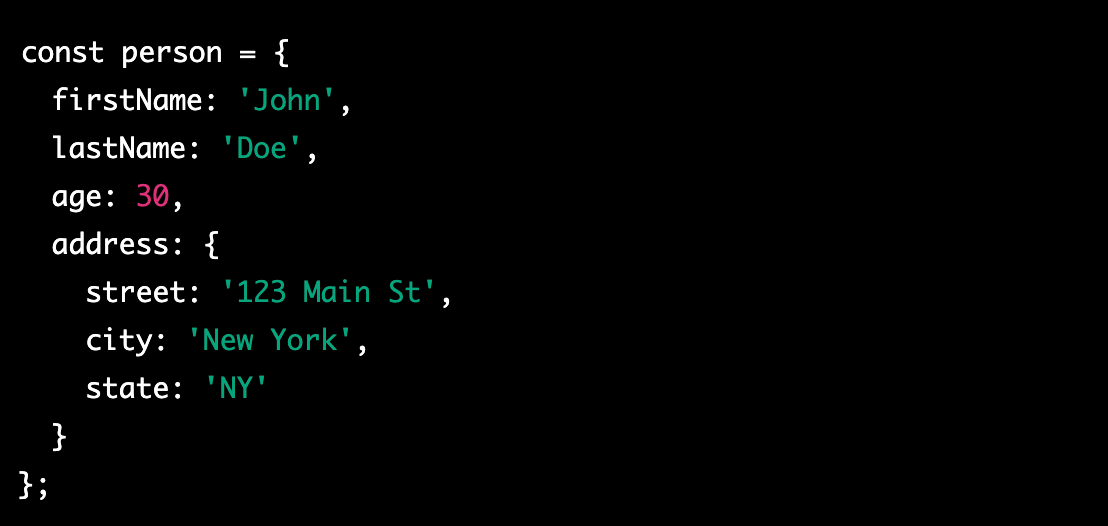 const person = {
  firstName: 'John',
  lastName: 'Doe',
  age: 30,
  address: {
    street: '123 Main St',
    city: 'New York',
    state: 'NY'
  }
};